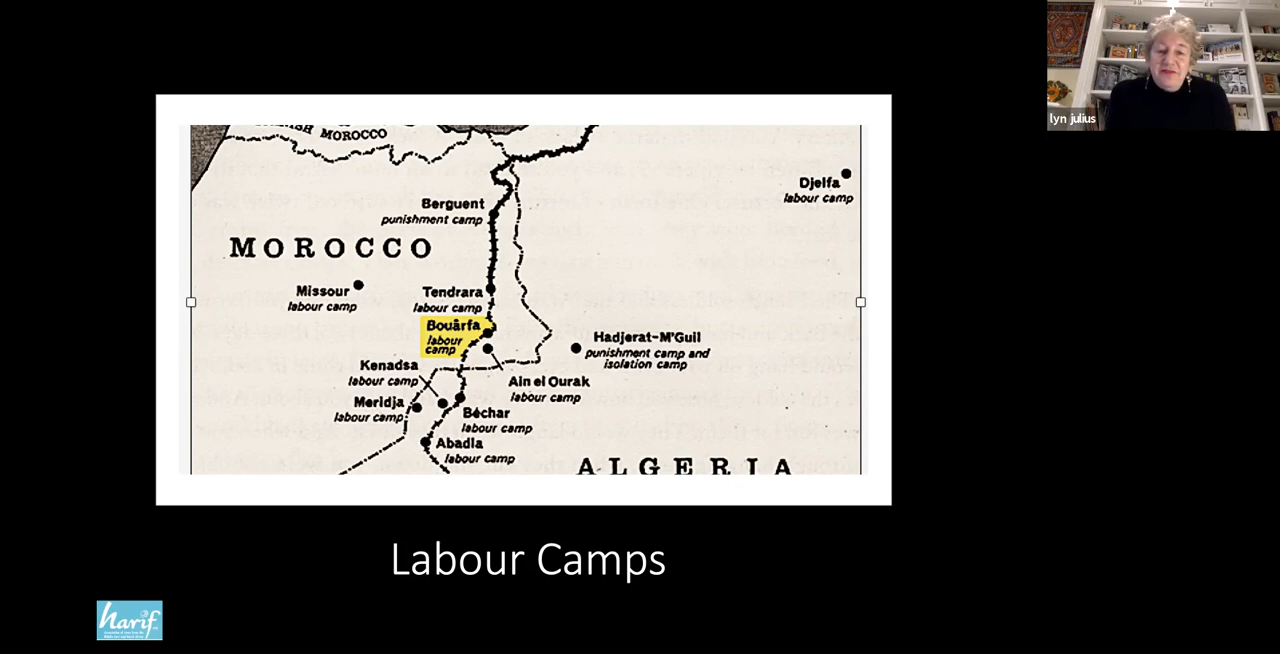 lyn julius
SH MOROCCO
Djelfa
labour camp
Berguent
punishment camp
MOROCCO
Missour
labour camp
Tendrara
labour camp
Bouârfa
labour
camp
Hadjerat-M'Guil
punishment camp and
isolation camp
Kenadsa
labour camp
Ain el Ourak
labour camp
Meridja
labour camp
Béchar
labour camp
Abadla
labour camp
ALGERIA
Labour Camps
harif